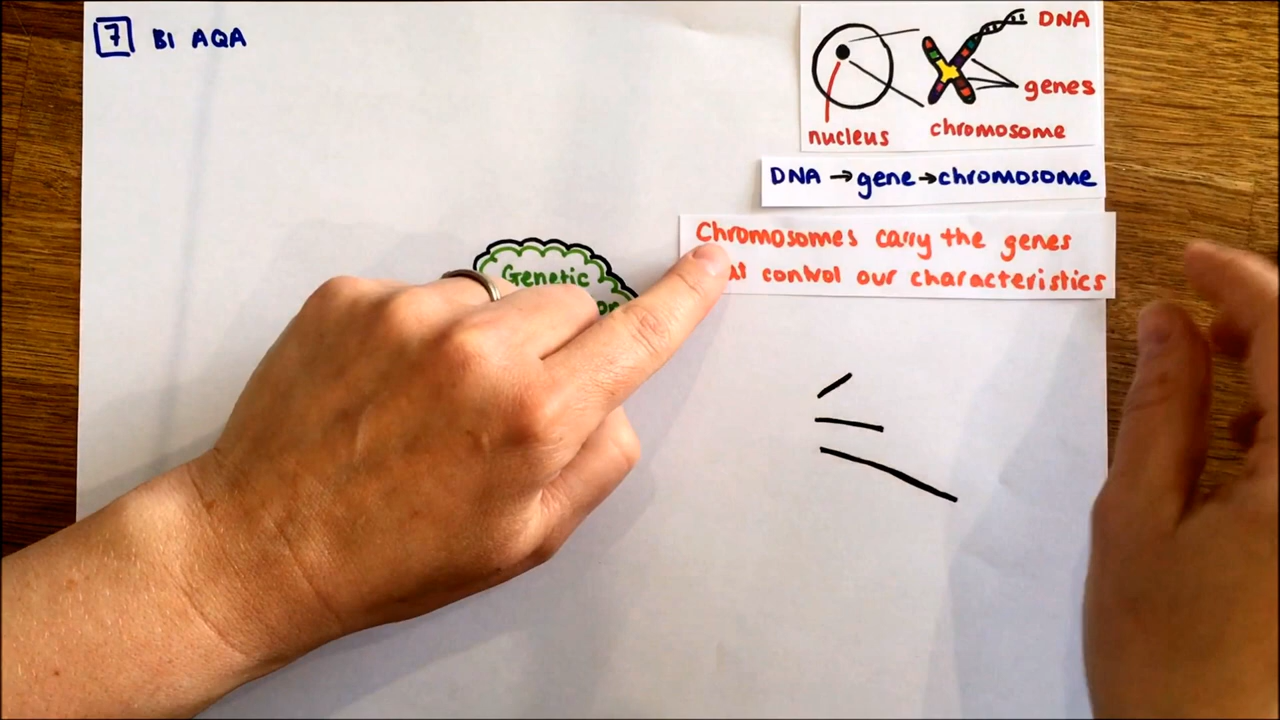 7 B1 AQA
DNA
genes
nucleus chromosome
DNA → gene → chromosome
Chromosomes carry the genes
control our characteristics
Genetic